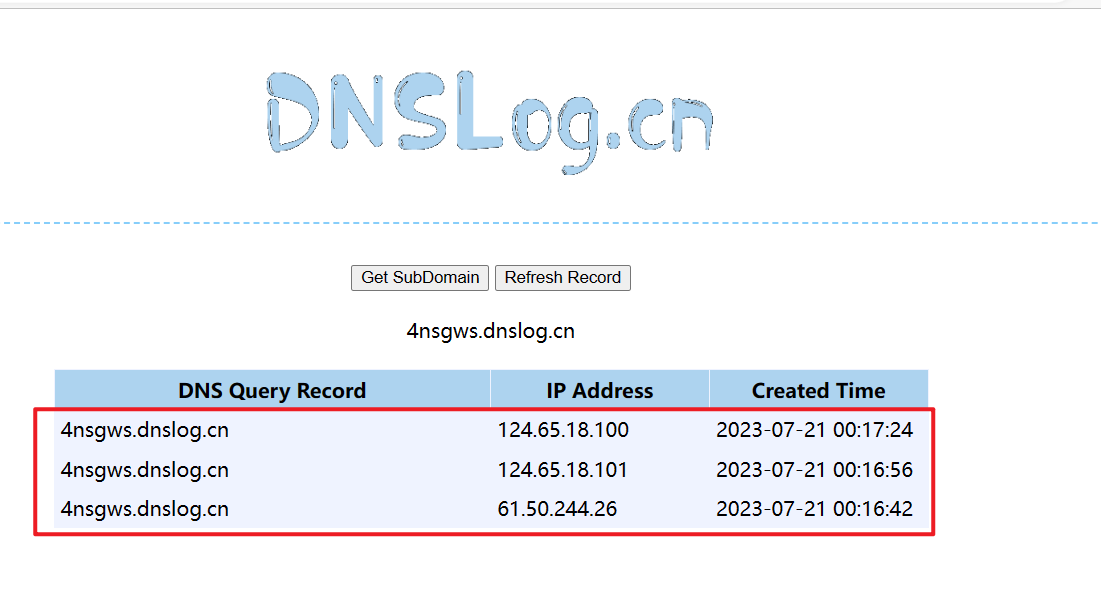 DNSLog.cn
Get SubDomain Refresh Record
4nsgws.dnslog.cn
DNS Query Record IP Address Created Time
4nsgws.dnslog.cn 124.65.18.100 2023-07-21 00:17:24
4nsgws.dnslog.cn 124.65.18.101 2023-07-21 00:16:56
4nsgws.dnslog.cn 61.50.244.26 2023-07-21 00:16:42